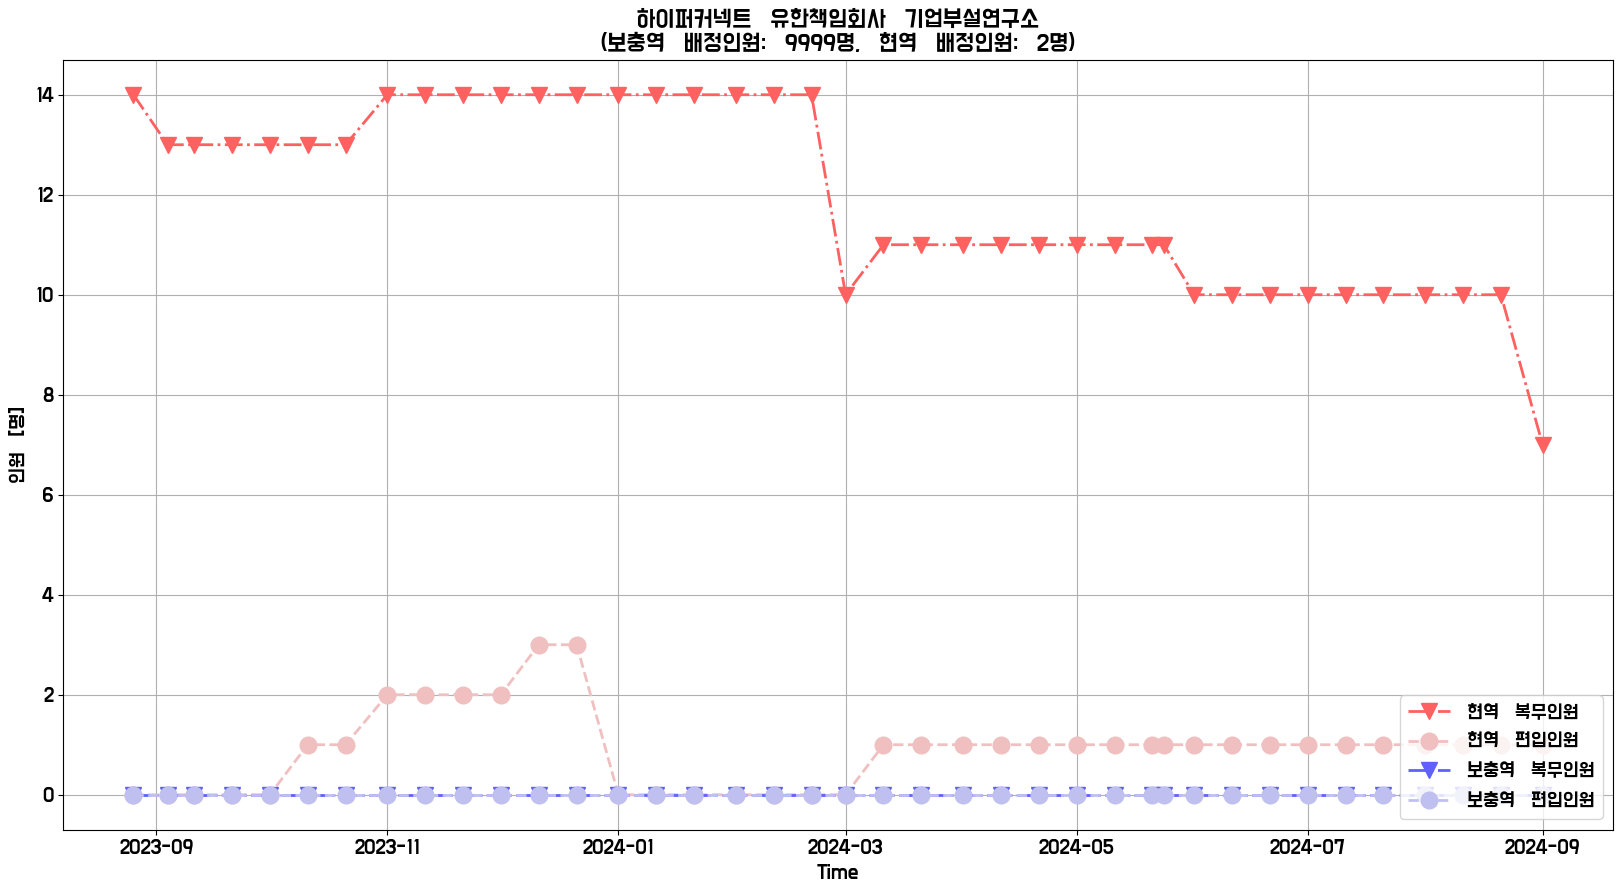 하이퍼커넥트 유한책임회사 기업부설연구소
(보충역 배정인원: 9999명, 현역 배정인원: 2명)
14
12
10
8
6
4
2
0
인원 [명]
현역 복무인원
현역 편입인원
보충역 복무인원
보충역 편입인원
2023-09
2023-11
2024-01
2024-03
2024-05
2024-07
2024-09
Time